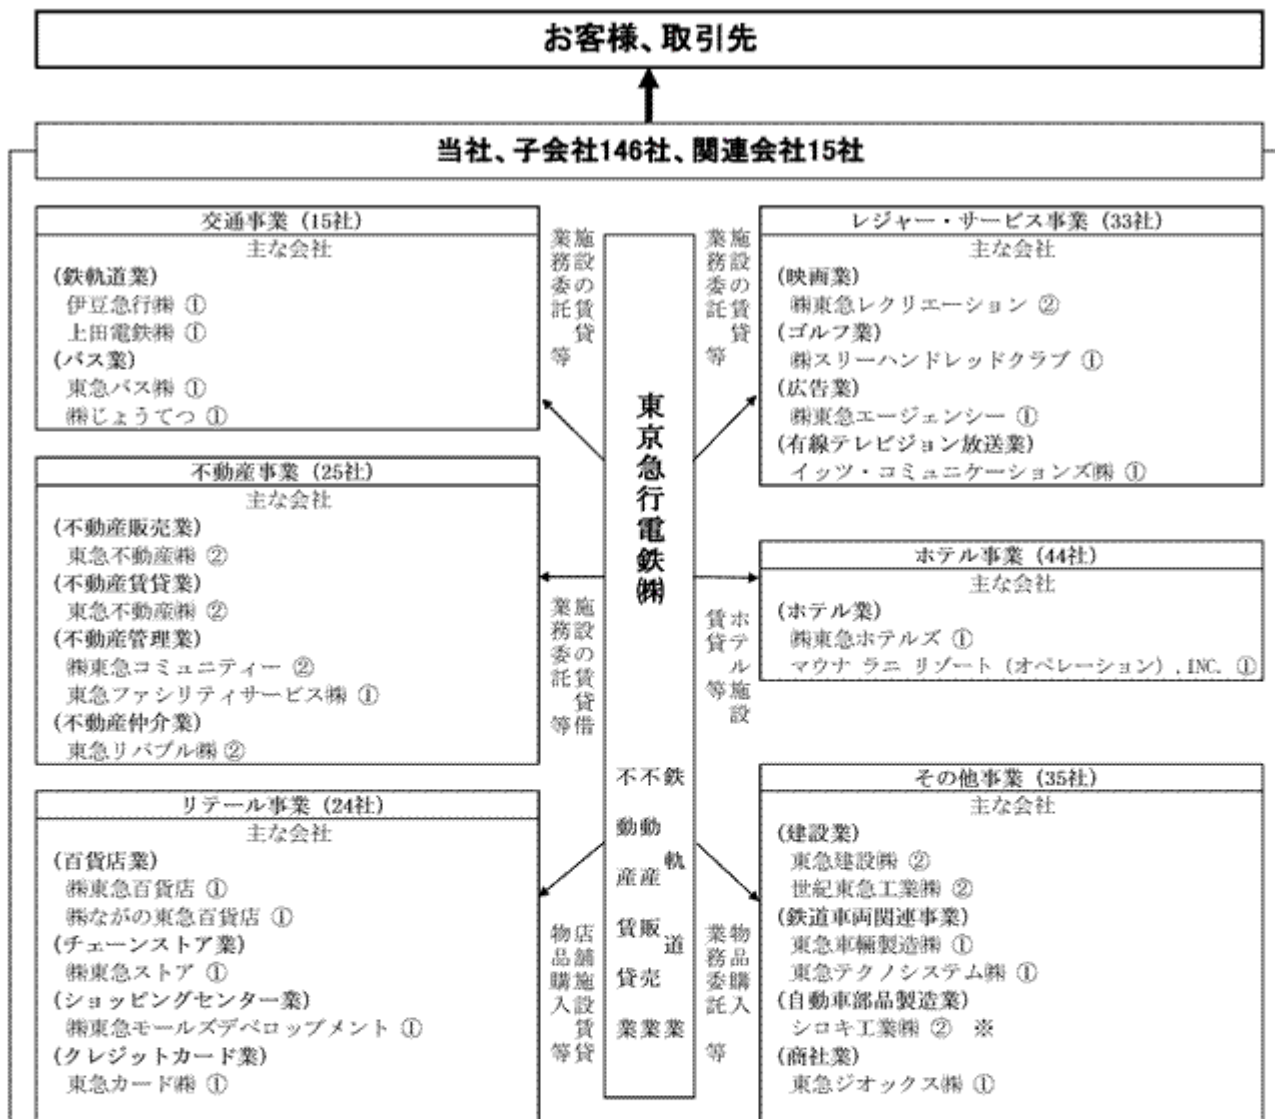 お客様、取引先
当社、子会社146社、関連会社15社
交通事業 (15社)
主な会社
(鉄軌道業)
伊豆急行㈱ ①
上田電鉄㈱ ①
(バス業)
東急バス㈱ ①
㈱じょうてつ ①
施設の賃貸
業務委託 等
不動産事業 (25社)
主な会社
(不動産販売業)
東急不動産㈱ ②
(不動産賃貸業)
東急不動産㈱ ②
(不動産管理業)
㈱東急コミュニティー ②
東急ファシリティサービス㈱ ①
(不動産仲介業)
東急リバブル㈱ ②
施設の賃貸借
業務委託 等
リテール事業 (24社)
主な会社
(百貨店業)
㈱東急百貨店 ①
㈱ながの東急百貨店 ①
(チェーンストア業)
㈱東急ストア ①
(ショッピングセンター業)
㈱東急モールズデベロップメント ①
(クレジットカード業)
東急カード㈱ ①
店舗施設賃貸
物品購入 等
東京急行電鉄㈱
鉄軌道業
不動産販売業
不動産賃貸業
施設の賃貸
業務委託 等
レジャー・サービス事業 (33社)
主な会社
(映画業)
㈱東急レクリエーション ②
(ゴルフ業)
㈱スリーハンドレッドクラブ ①
(広告業)
㈱東急エージェンシー ①
(有線テレビジョン放送業)
イッツ・コミュニケーションズ㈱ ①
ホテル施設
賃貸 等
ホテル事業 (44社)
主な会社
(ホテル業)
㈱東急ホテルズ ①
マウナ ラニ リゾート (オペレーション) ,INC. ①
物品購入
業務委託 等
その他事業 (35社)
主な会社
(建設業)
東急建設㈱ ②
世紀東急工業㈱ ②
(鉄道車両関連事業)
東急車輛製造㈱ ①
東急テクノシステム㈱ ①
(自動車部品製造業)
シロキ工業㈱ ② ※
(商社業)
東急ジオックス㈱ ①